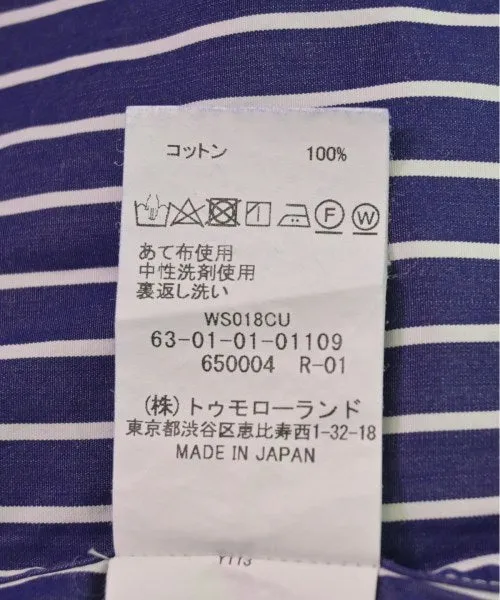 コットン 100%
F W
あて布使用
中性洗剤使用
裏返し洗い
WS018CU
63-01-01-01109
650004 R-01
(株)トゥモローランド
東京都渋谷区恵比寿西1-32-18
MADE IN JAPAN